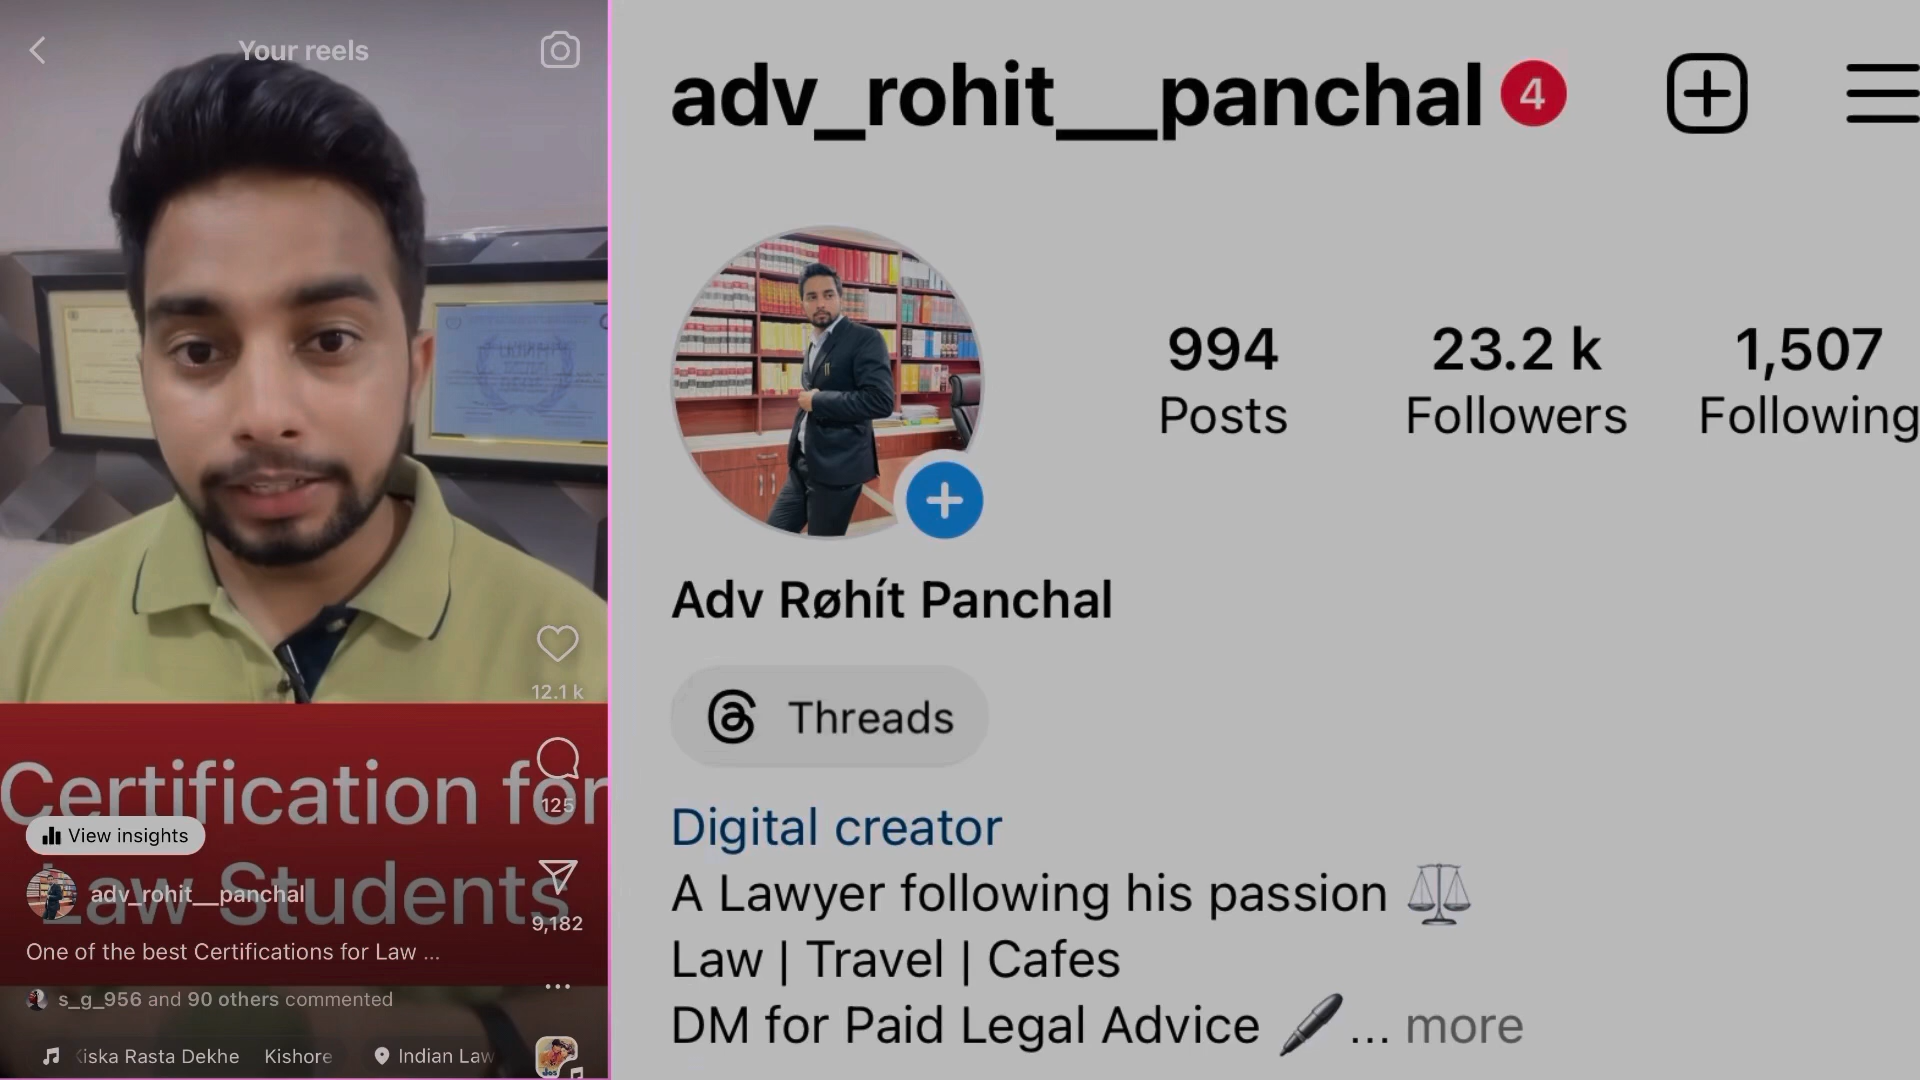 Your reels
12.1 k
Certification for
125
View insights
Law Students
adv_rohit__panchal
9,182
One of the best Certifications for Law ...
s_g_956 and 90 others commented
Kiska Rasta Dekhe Kishore
Indian Law
adv_rohit__panchal 4
994
Posts
23.2 k
Followers
1,507
Following
Adv Røhít Panchal
Threads
Digital creator
A Lawyer following his passion
Law | Travel | Cafes
DM for Paid Legal Advice ... more